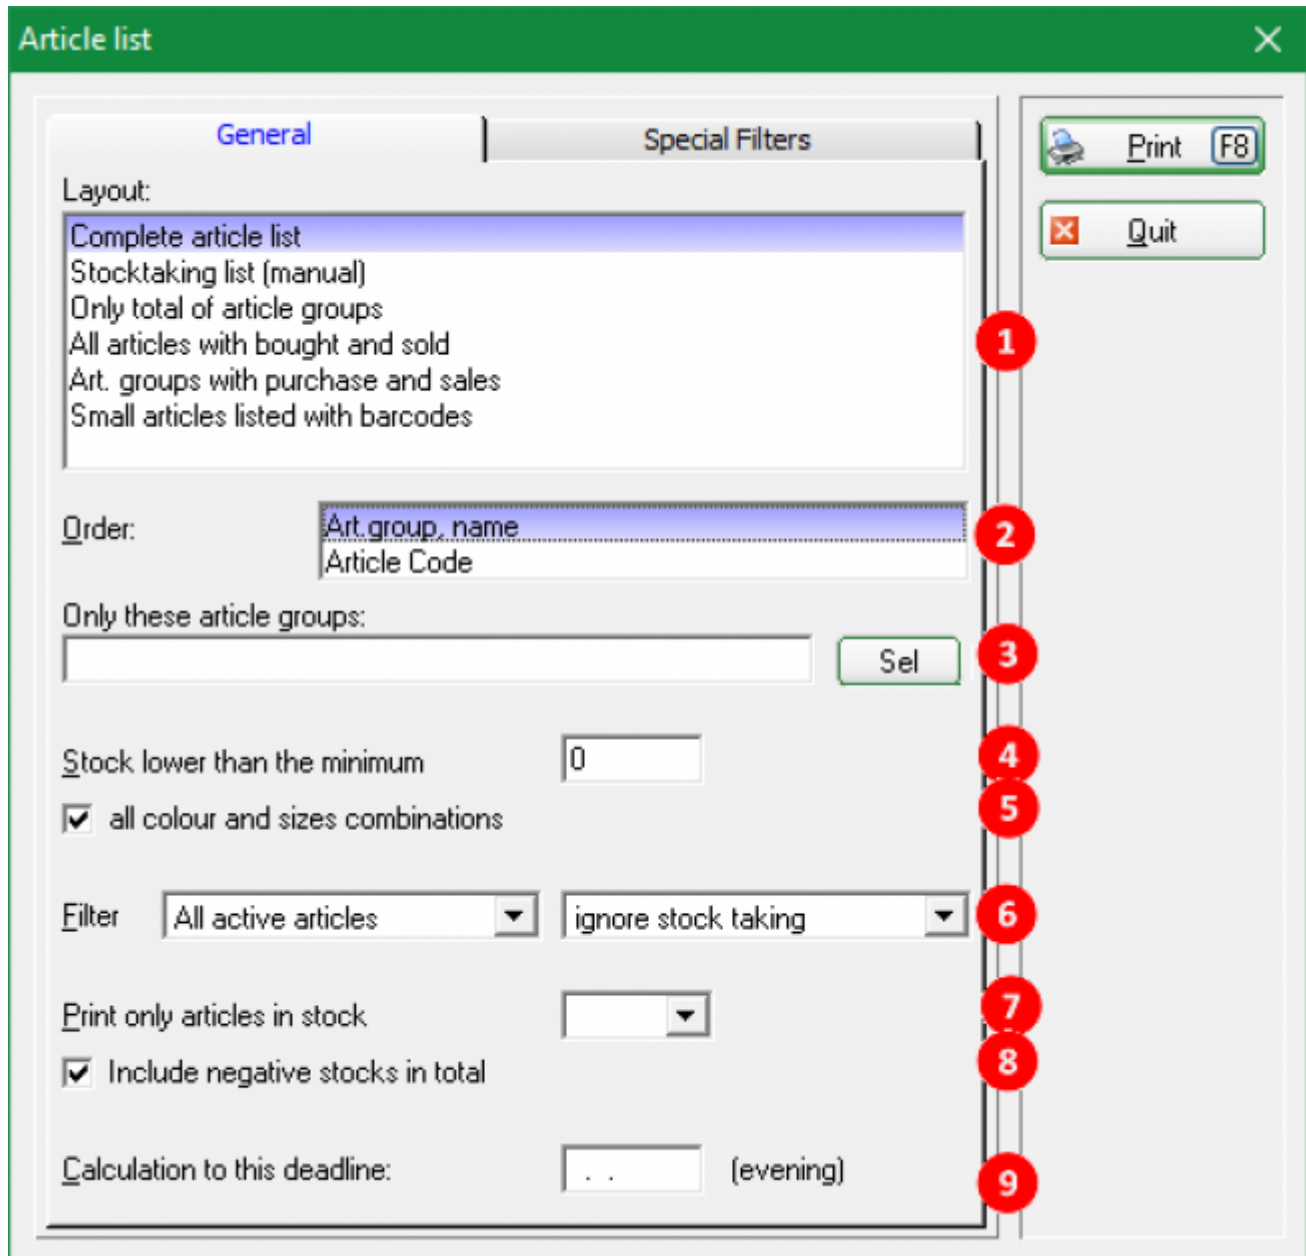 Article list
General
Special Filters
Print F8
Quit
Layout:
Complete article list
Stocktaking list (manual)
Only total of article groups
All articles with bought and sold
Art. groups with purchase and sales
Small articles listed with barcodes
1
Order:
Art.group, name
Article Code
2
Only these article groups:
Sel
3
Stock lower than the minimum 0
4
all colour and sizes combinations
5
Filter All active articles ignore stock taking
6
Print only articles in stock
7
Include negative stocks in total
8
Calculation to this deadline: . . (evening)
9